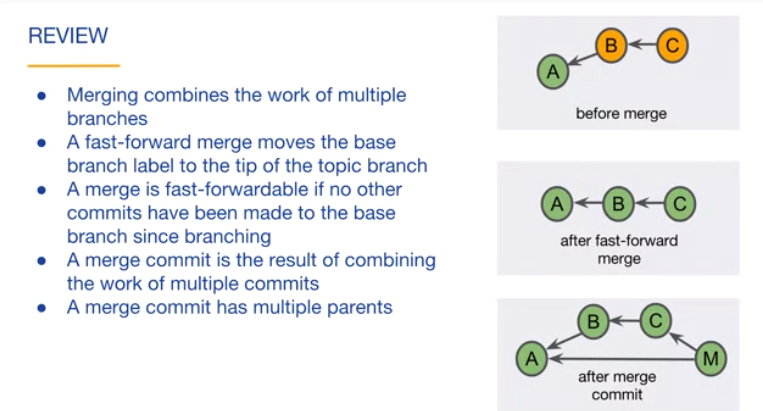 REVIEW
● Merging combines the work of multiple
branches
● A fast-forward merge moves the base
branch label to the tip of the topic branch
● A merge is fast-forwardable if no other
commits have been made to the base
branch since branching
● A merge commit is the result of combining
the work of multiple commits
● A merge commit has multiple parents
B C
A
before merge
A B C
after fast-forward
merge
B C
A M
after merge
commit